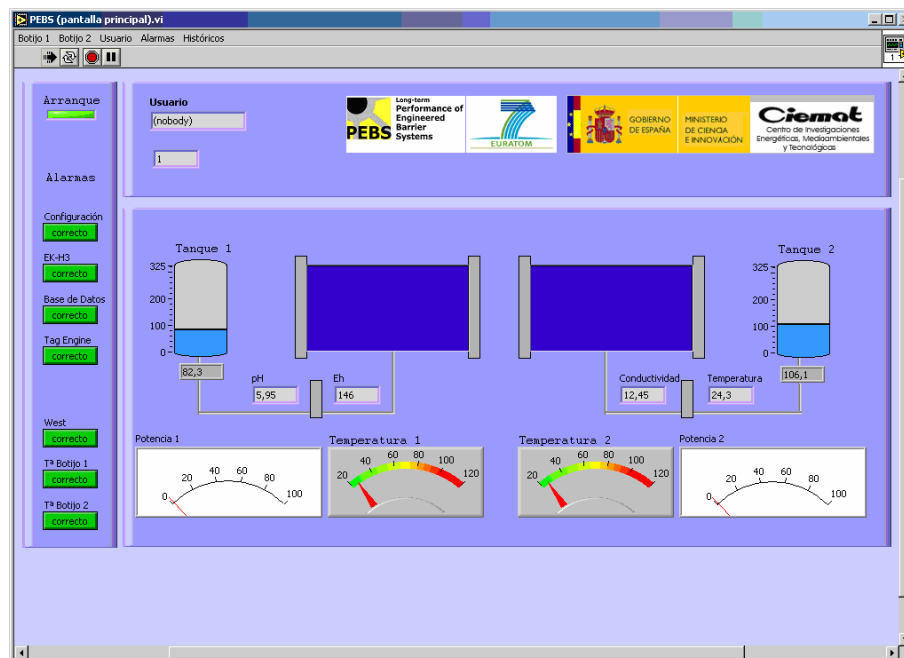 PEBS (pantalla principal).vi
Botijo 1 Botijo 2 Usuario Alarmas Históricos
1
Arranque
Alarmas
Configuración
correcto
EK-H3
correcto
Base de Datos
correcto
Tag Engine
correcto
West
correcto
Tª Botijo 1
correcto
Tª Botijo 2
correcto
Usuario
(nobody)
1
PEBS
Long-term
Performance of
Engineered
Barrier
Systems
EURATOM
GOBIERNO
DE ESPAÑA
MINISTERIO
DE CIENCIA
E INNOVACIÓN
Ciemat
Centro de Investigaciones
Energéticas, Medioambientales
y Tecnológicas
Tanque 1
325
200
100
0
82,3
pH
5,95
Eh
146
Tanque 2
325
200
100
0
106,1
Conductividad
12,45
Temperatura
24,3
Potencia 1
0 20 40 60 80 100
Temperatura 1
20 40 60 80 100 120
Temperatura 2
20 40 60 80 100 120
Potencia 2
0 20 40 60 80 100